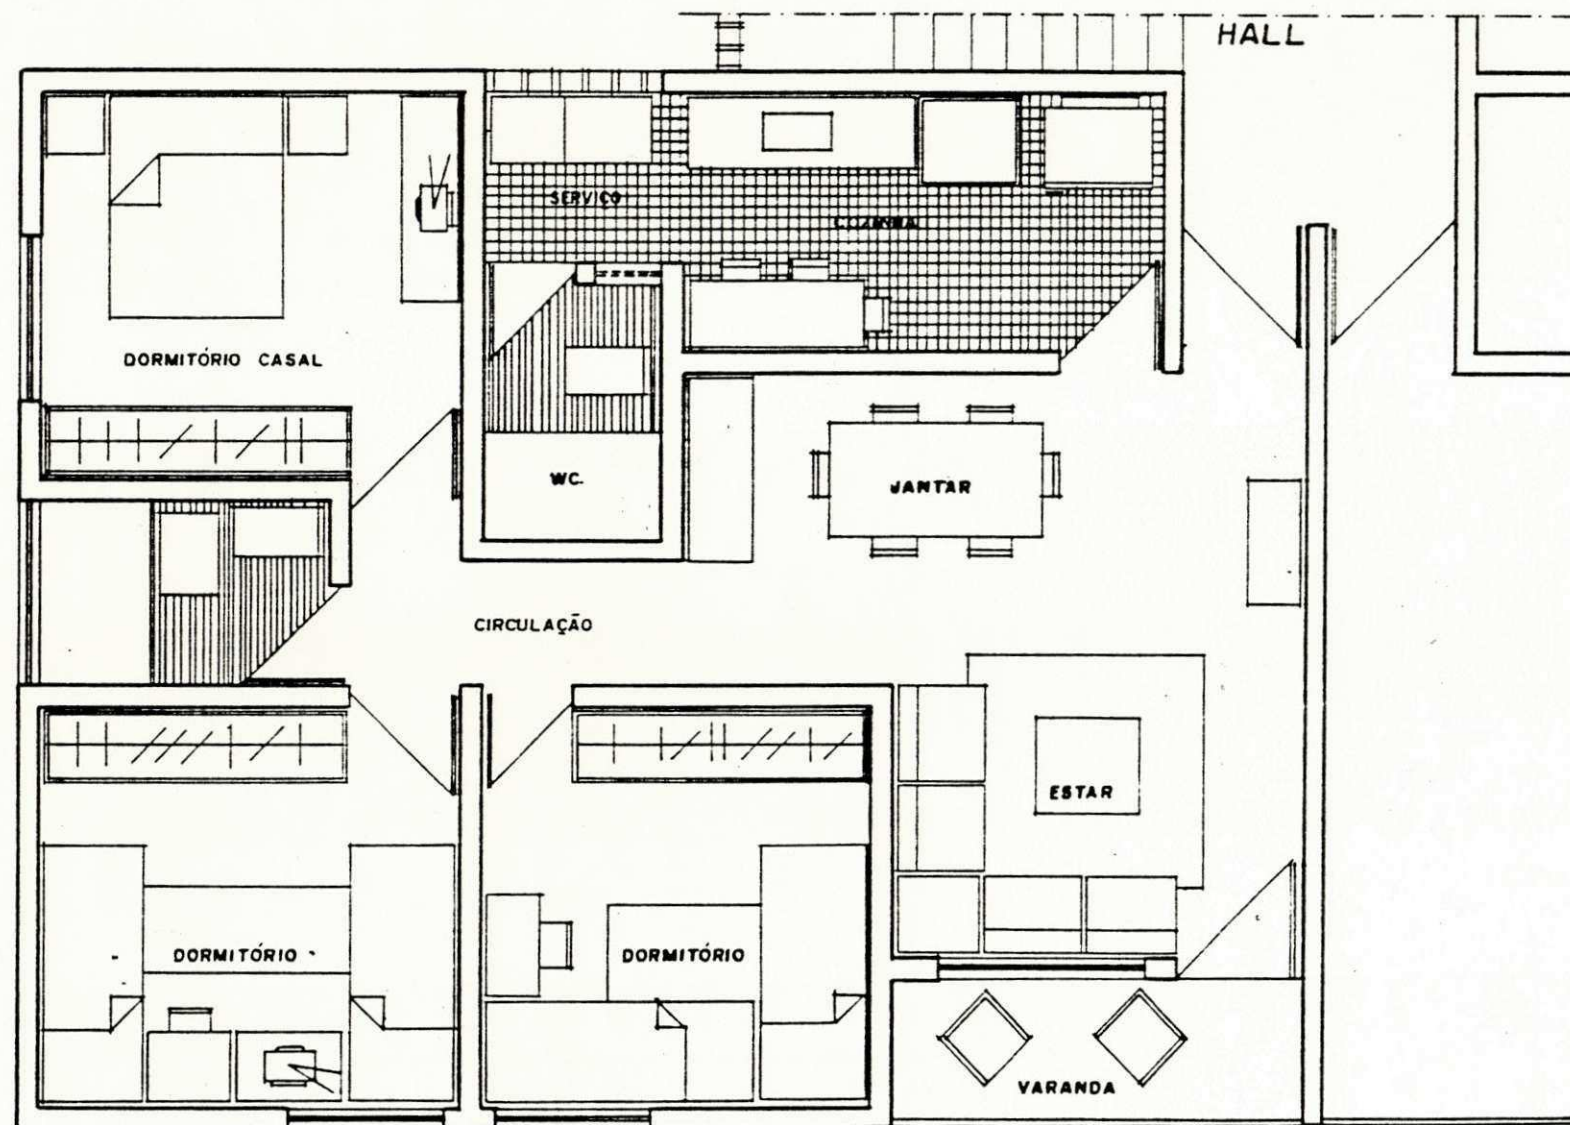 HALL
SERVIÇO
COZINHA
DORMITÓRIO CASAL
WC.
JANTAR
CIRCULAÇÃO
ESTAR
DORMITÓRIO
DORMITÓRIO
VARANDA